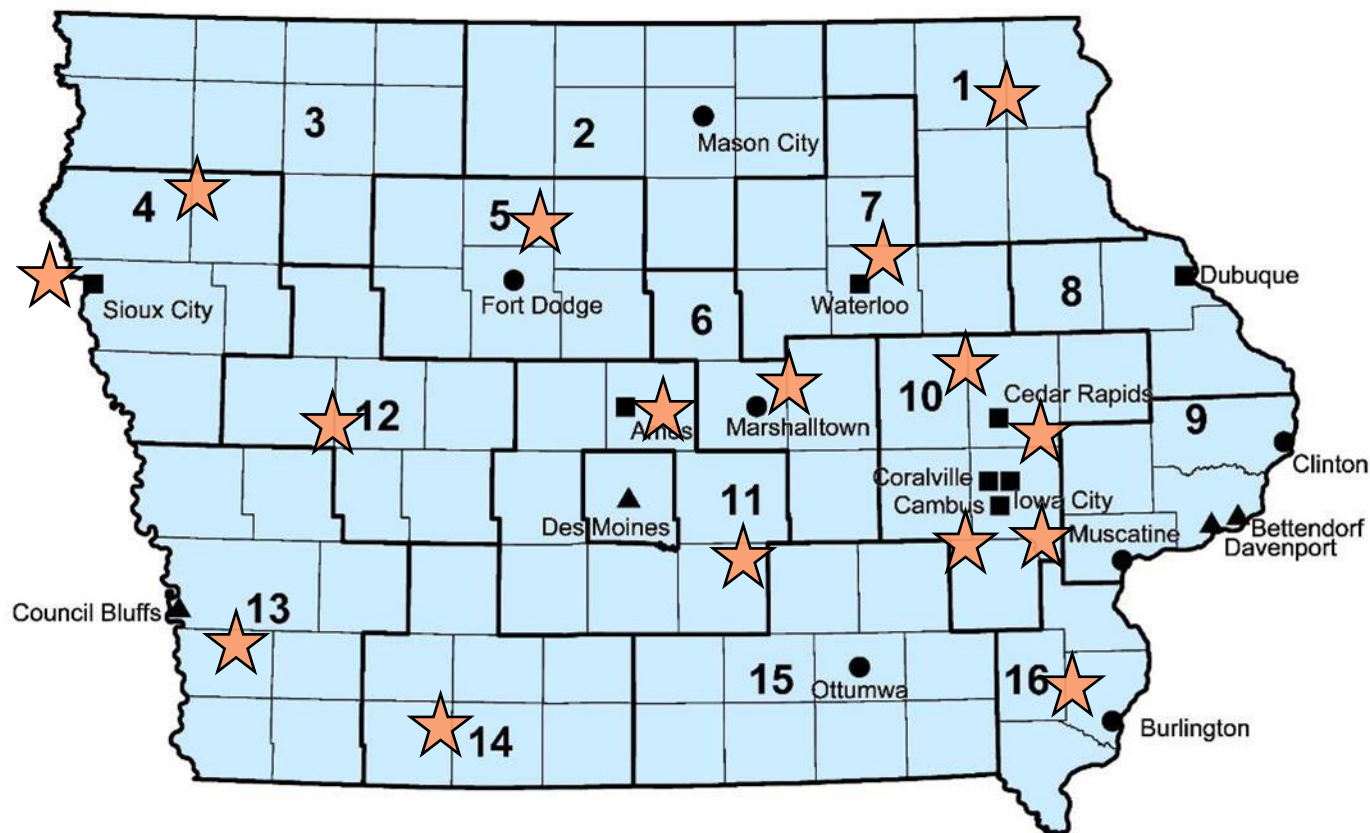 1
3
2
Mason City
4
5
7
Dubuque
8
Sioux City
Fort Dodge
Waterloo
6
10
Cedar Rapids
12
Ames
Marshalltown
9
Clinton
Coralville
11
Cambus
Iowa City
Des Moines
Muscatine
Bettendorf
Davenport
Council Bluffs
13
15
16
Ottumwa
Burlington
14